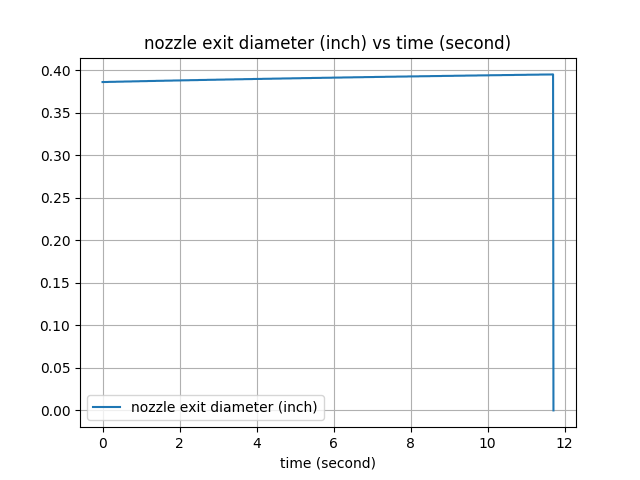 nozzle exit diameter (inch) vs time (second)
0.40
0.35
0.30
0.25
0.20
0.15
0.10
0.05
0.00
nozzle exit diameter (inch)
0 2 4 6 8 10 12
time (second)